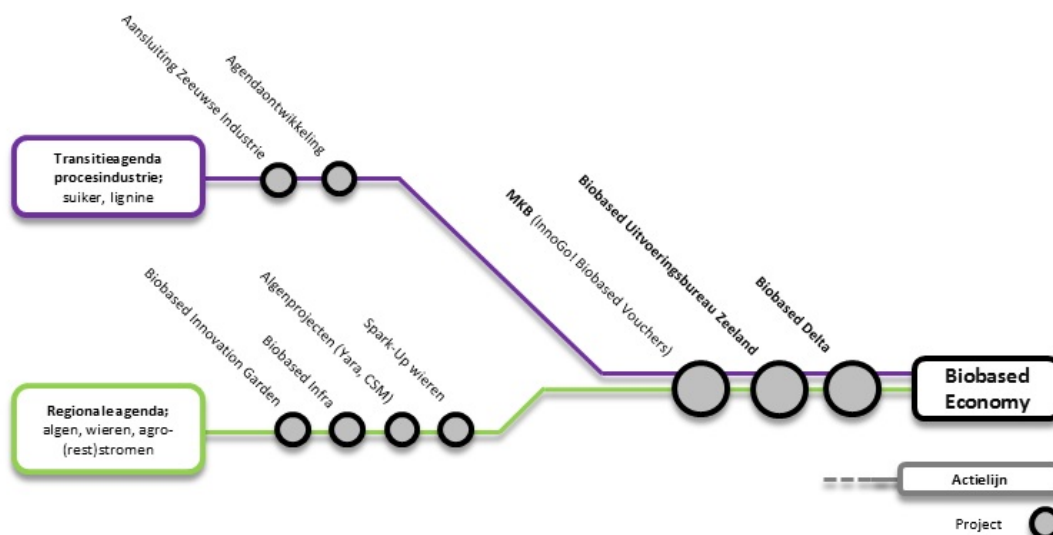 Aansluiting Zeeuwse Industrie
Agendaontwikkeling
Transitieagenda
procesindustrie;
suiker, lignine
MKB (InnoGo! Biobased Vouchers)
Biobased Uitvoeringsbureau Zeeland
Biobased Delta
Biobased Innovation Garden
Biobased Infra
Algenprojecten (Yara, CSM)
Spark-Up wieren
Biobased
Economy
Regionale agenda;
algen, wieren, agro-
(rest)stromen
Actielijn
Project